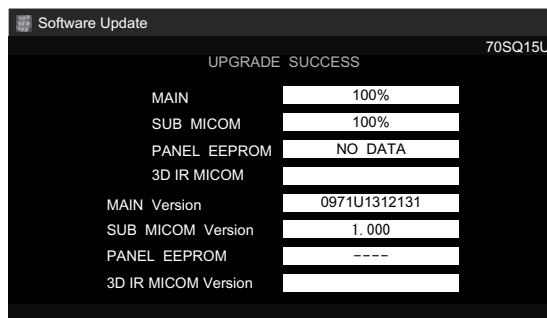 Software Update
70SQ15U
UPGRADE SUCCESS
MAIN 100%
SUB MICOM 100%
PANEL EEPROM NO DATA
3D IR MICOM
MAIN Version 0971U1312131
SUB MICOM Version 1.000
PANEL EEPROM ----
3D IR MICOM Version